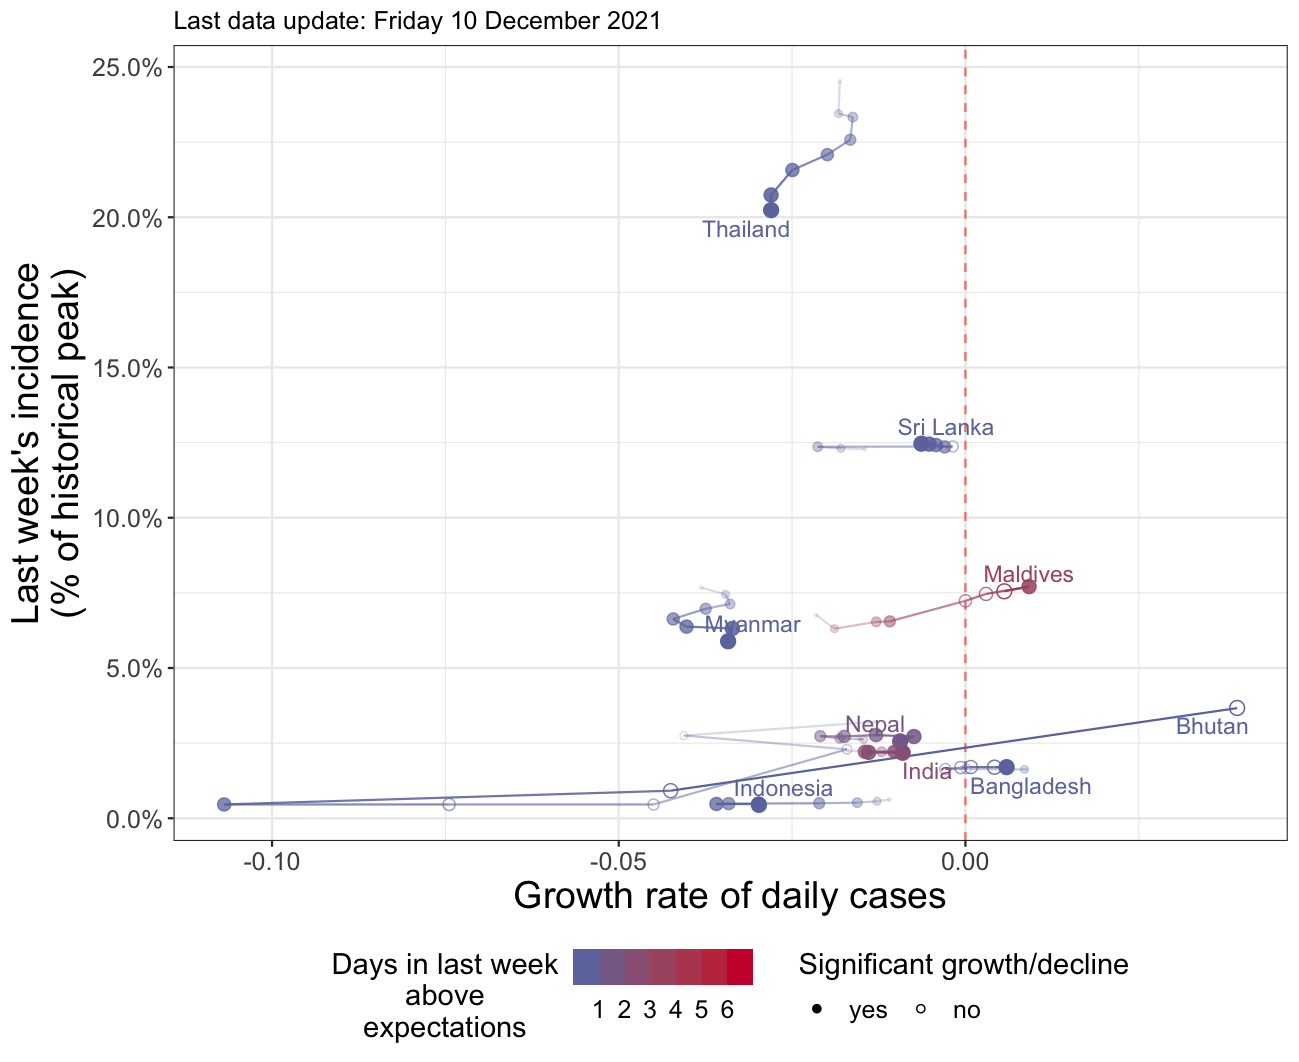 Last data update: Friday 10 December 2021
25.0%
20.0%
15.0%
10.0%
5.0%
0.0%
Last week's incidence
(% of historical peak)
Thailand
Sri Lanka
Maldives
Myanmar
Nepal
Bhutan
India
Bangladesh
Indonesia
-0.10
-0.05
0.00
Growth rate of daily cases
Days in last week
above
expectations
1 2 3 4 5 6
Significant growth/decline
yes
no